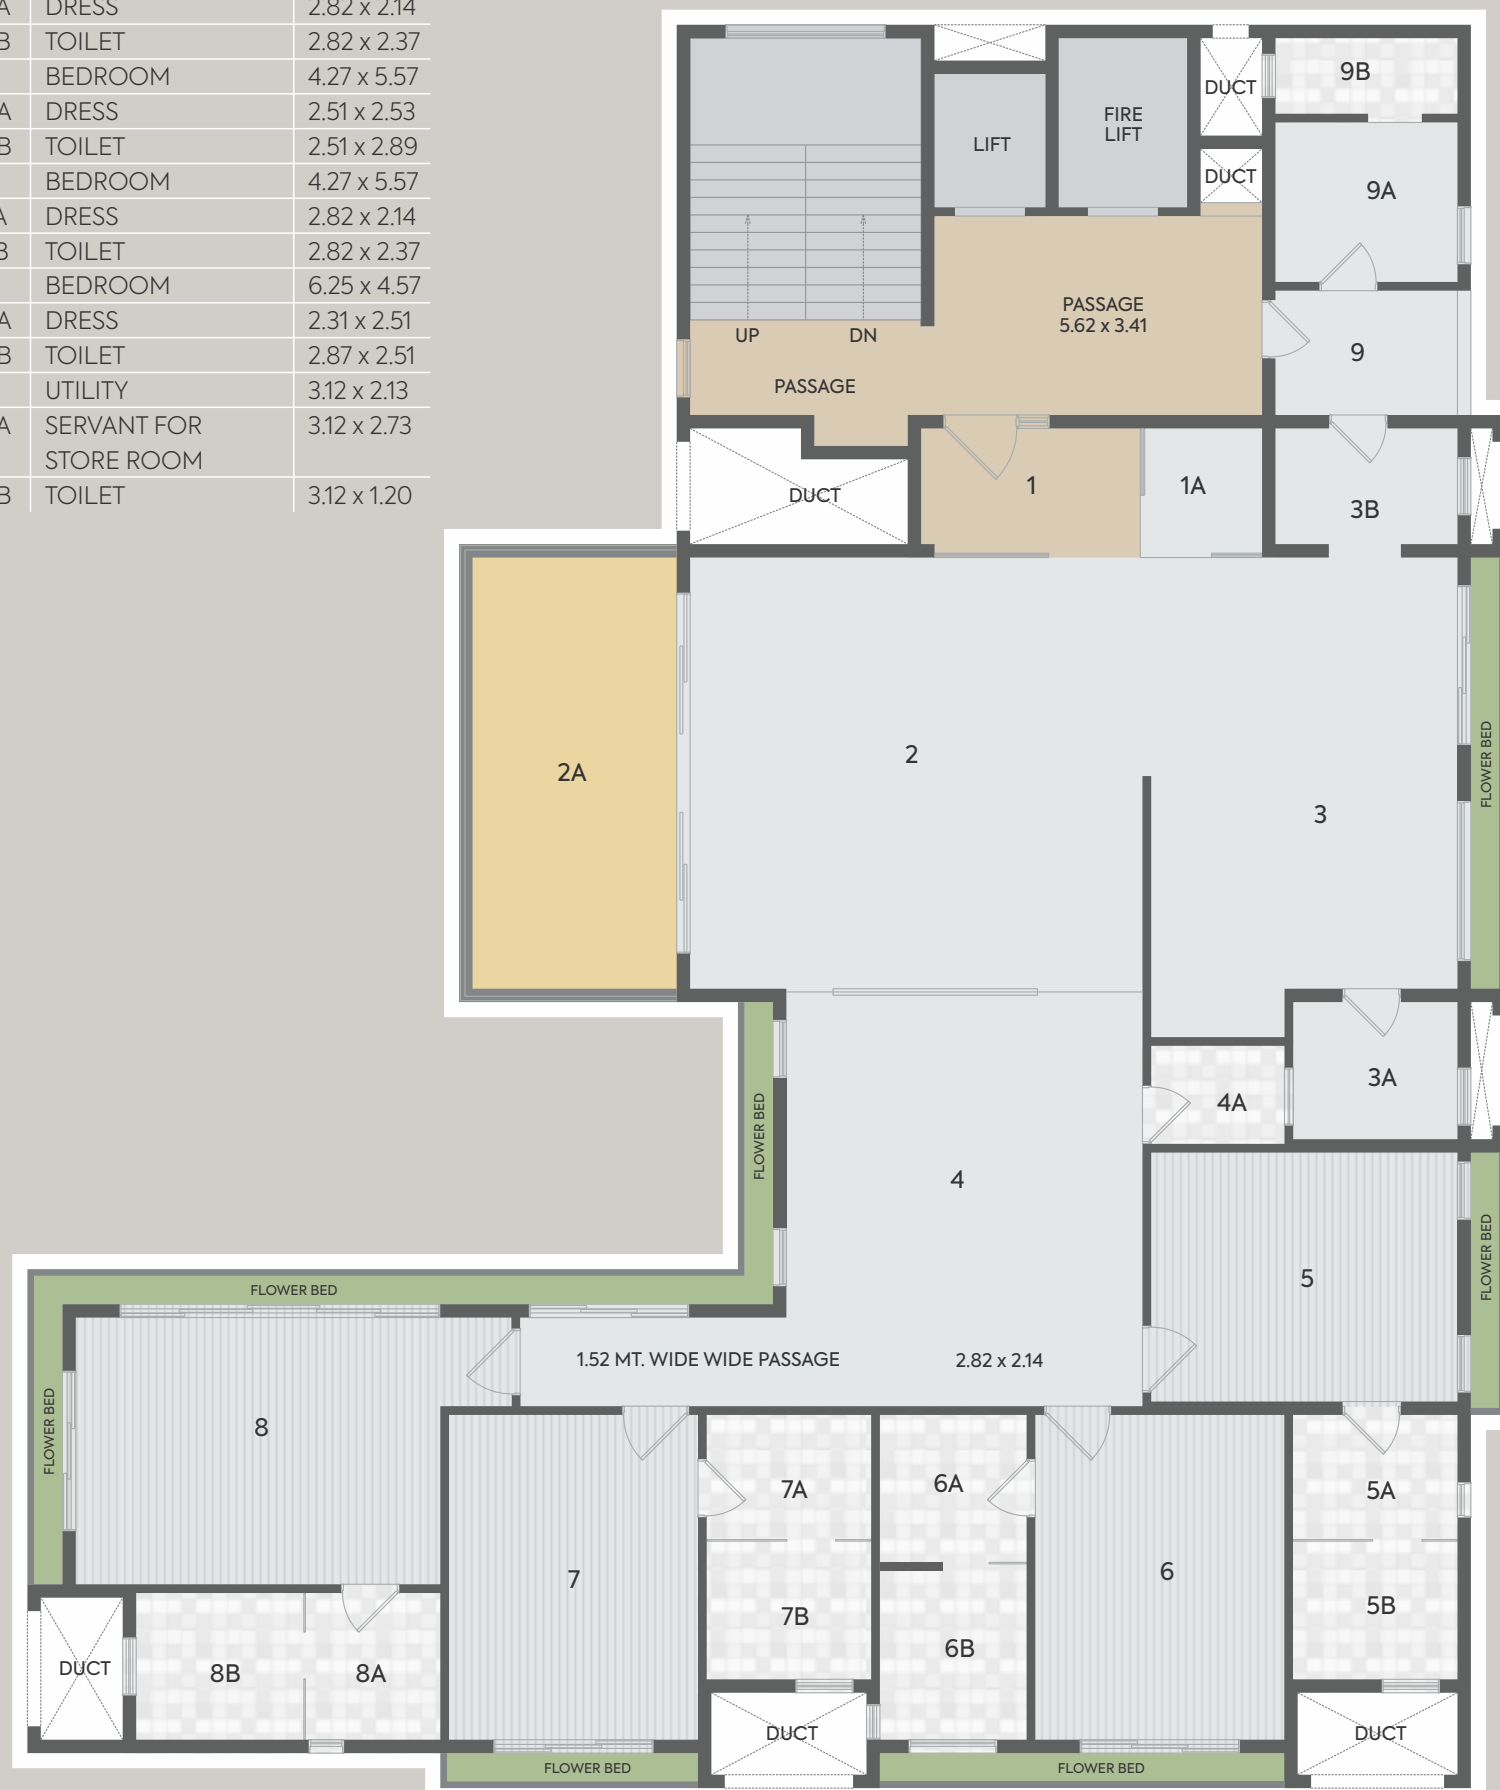 A DRESS 2.82 x 2.14
B TOILET 2.82 x 2.37
BEDROOM 4.27 x 5.57
A DRESS 2.51 x 2.53
B TOILET 2.51 x 2.89
BEDROOM 4.27 x 5.57
A DRESS 2.82 x 2.14
B TOILET 2.82 x 2.37
BEDROOM 6.25 x 4.57
A DRESS 2.31 x 2.51
B TOILET 2.87 x 2.51
UTILITY 3.12 x 2.13
A SERVANT FOR 3.12 x 2.73
STORE ROOM
B TOILET 3.12 x 1.20
DUCT
9B
FIRE
LIFT
LIFT
DUCT
9A
PASSAGE
5.62 x 3.41
UP
DN
9
PASSAGE
DUCT
1
1A
3B
2A
2
3
FLOWER BED
3A
4A
FLOWER BED
4
5
FLOWER BED
FLOWER BED
1.52 MT. WIDE WIDE PASSAGE
2.82 x 2.14
FLOWER BED
8
7A
6A
5A
7
6
7B
5B
6B
DUCT
8B
8A
DUCT
DUCT
FLOWER BED
FLOWER BED